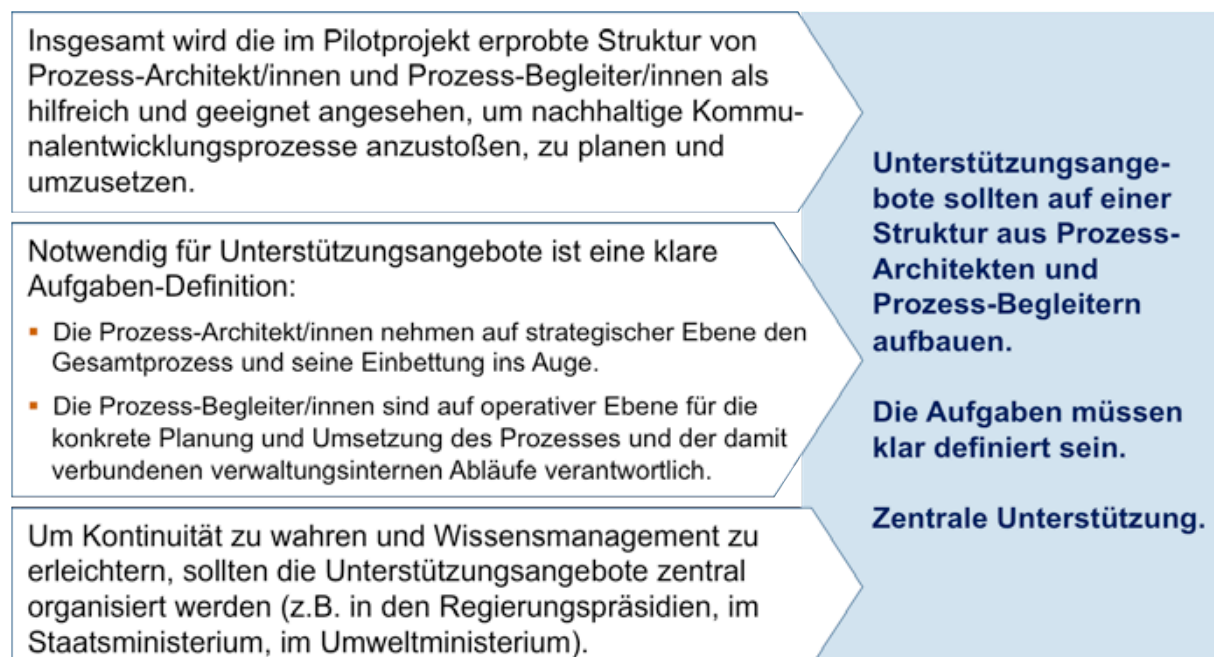 Insgesamt wird die im Pilotprojekt erprobte Struktur von
Prozess-Architekt/innen und Prozess-Begleiter/innen als
hilfreich und geeignet angesehen, um nachhaltige Kommu-
nalentwicklungsprozesse anzustoßen, zu planen und
umzusetzen.
Notwendig für Unterstützungsangebote ist eine klare
Aufgaben-Definition:
▪ Die Prozess-Architekt/innen nehmen auf strategischer Ebene den
Gesamtprozess und seine Einbettung ins Auge.
▪ Die Prozess-Begleiter/innen sind auf operativer Ebene für die
konkrete Planung und Umsetzung des Prozesses und der damit
verbundenen verwaltungsinternen Abläufe verantwortlich.
Um Kontinuität zu wahren und Wissensmanagement zu
erleichtern, sollten die Unterstützungsangebote zentral
organisiert werden (z.B. in den Regierungspräsidien, im
Staatsministerium, im Umweltministerium).
Unterstützungsange-
bote sollten auf einer
Struktur aus Prozess-
Architekten und
Prozess-Begleitern
aufbauen.
Die Aufgaben müssen
klar definiert sein.
Zentrale Unterstützung.